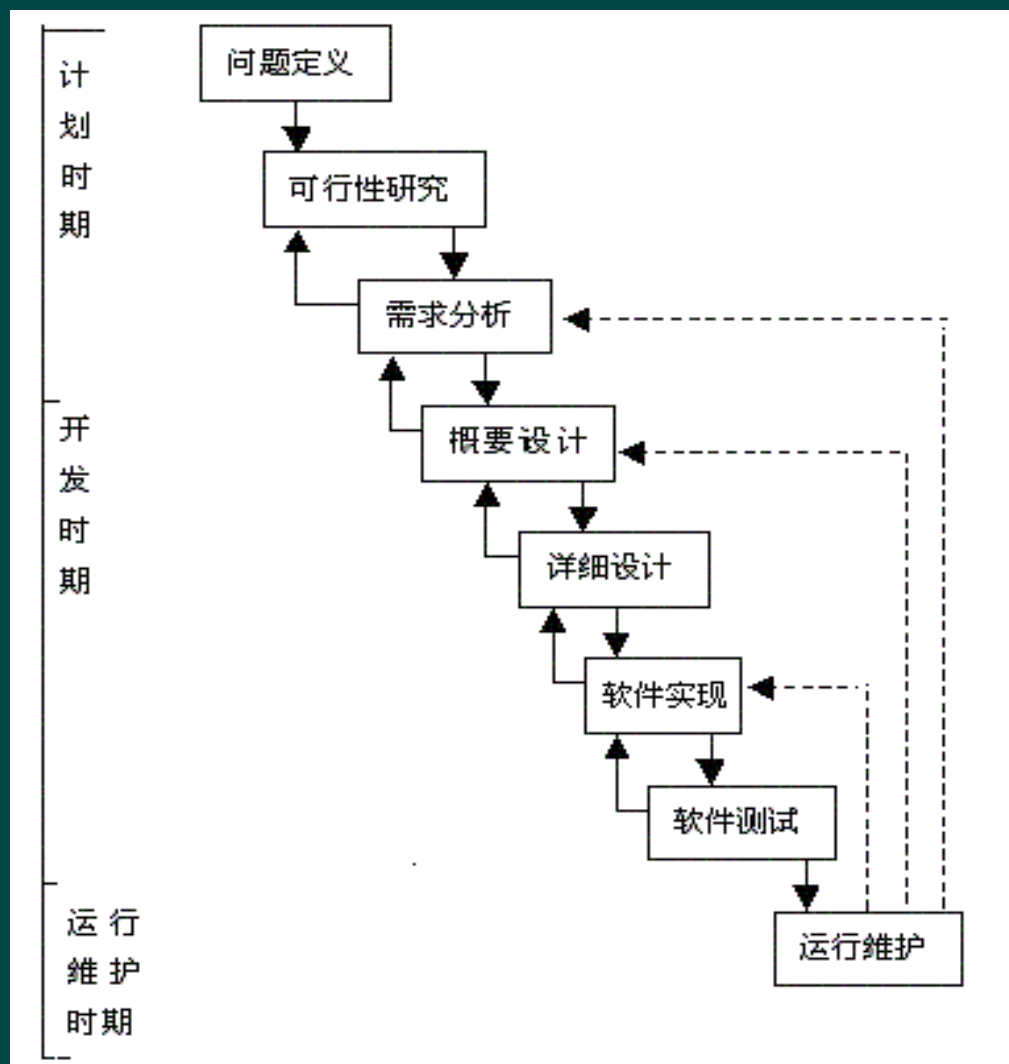 计划时期
问题定义
可行性研究
需求分析
开发时期
概要设计
详细设计
软件实现
软件测试
运行
维护
时期
运行维护